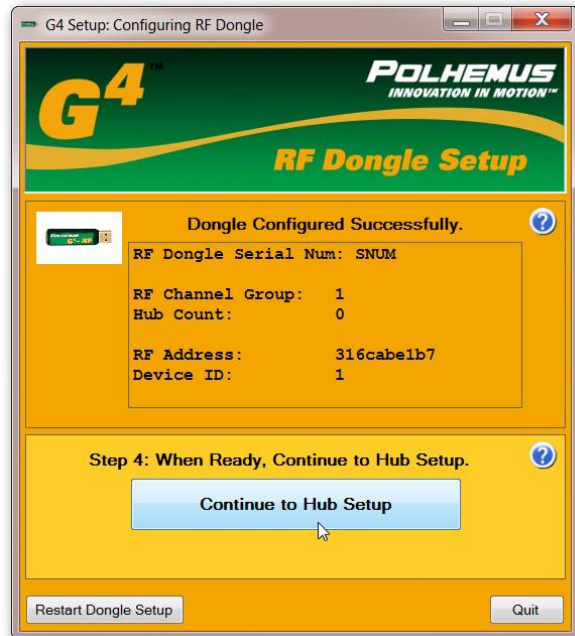 G4 Setup: Configuring RF Dongle
G4™
POLHEMUS
INNOVATION IN MOTION™
RF Dongle Setup
Dongle Configured Successfully.
RF Dongle Serial Num: SNUM
RF Channel Group: 1
Hub Count: 0
RF Address: 316cabe1b7
Device ID: 1
Step 4: When Ready, Continue to Hub Setup.
Continue to Hub Setup
Restart Dongle Setup
Quit